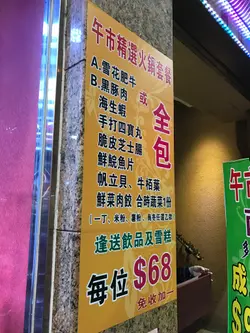 午市精選火鍋套餐
A.雪花肥牛
或
B.黑豚肉
全包
海生蝦
手打四寶丸
脆皮芝士腸
鮮鯇魚片
帆立貝、牛栢葉
鮮菜肉餃 合時蔬菜1份
逢送飲品及雪糕
每位 $68
免收加一
午市
成